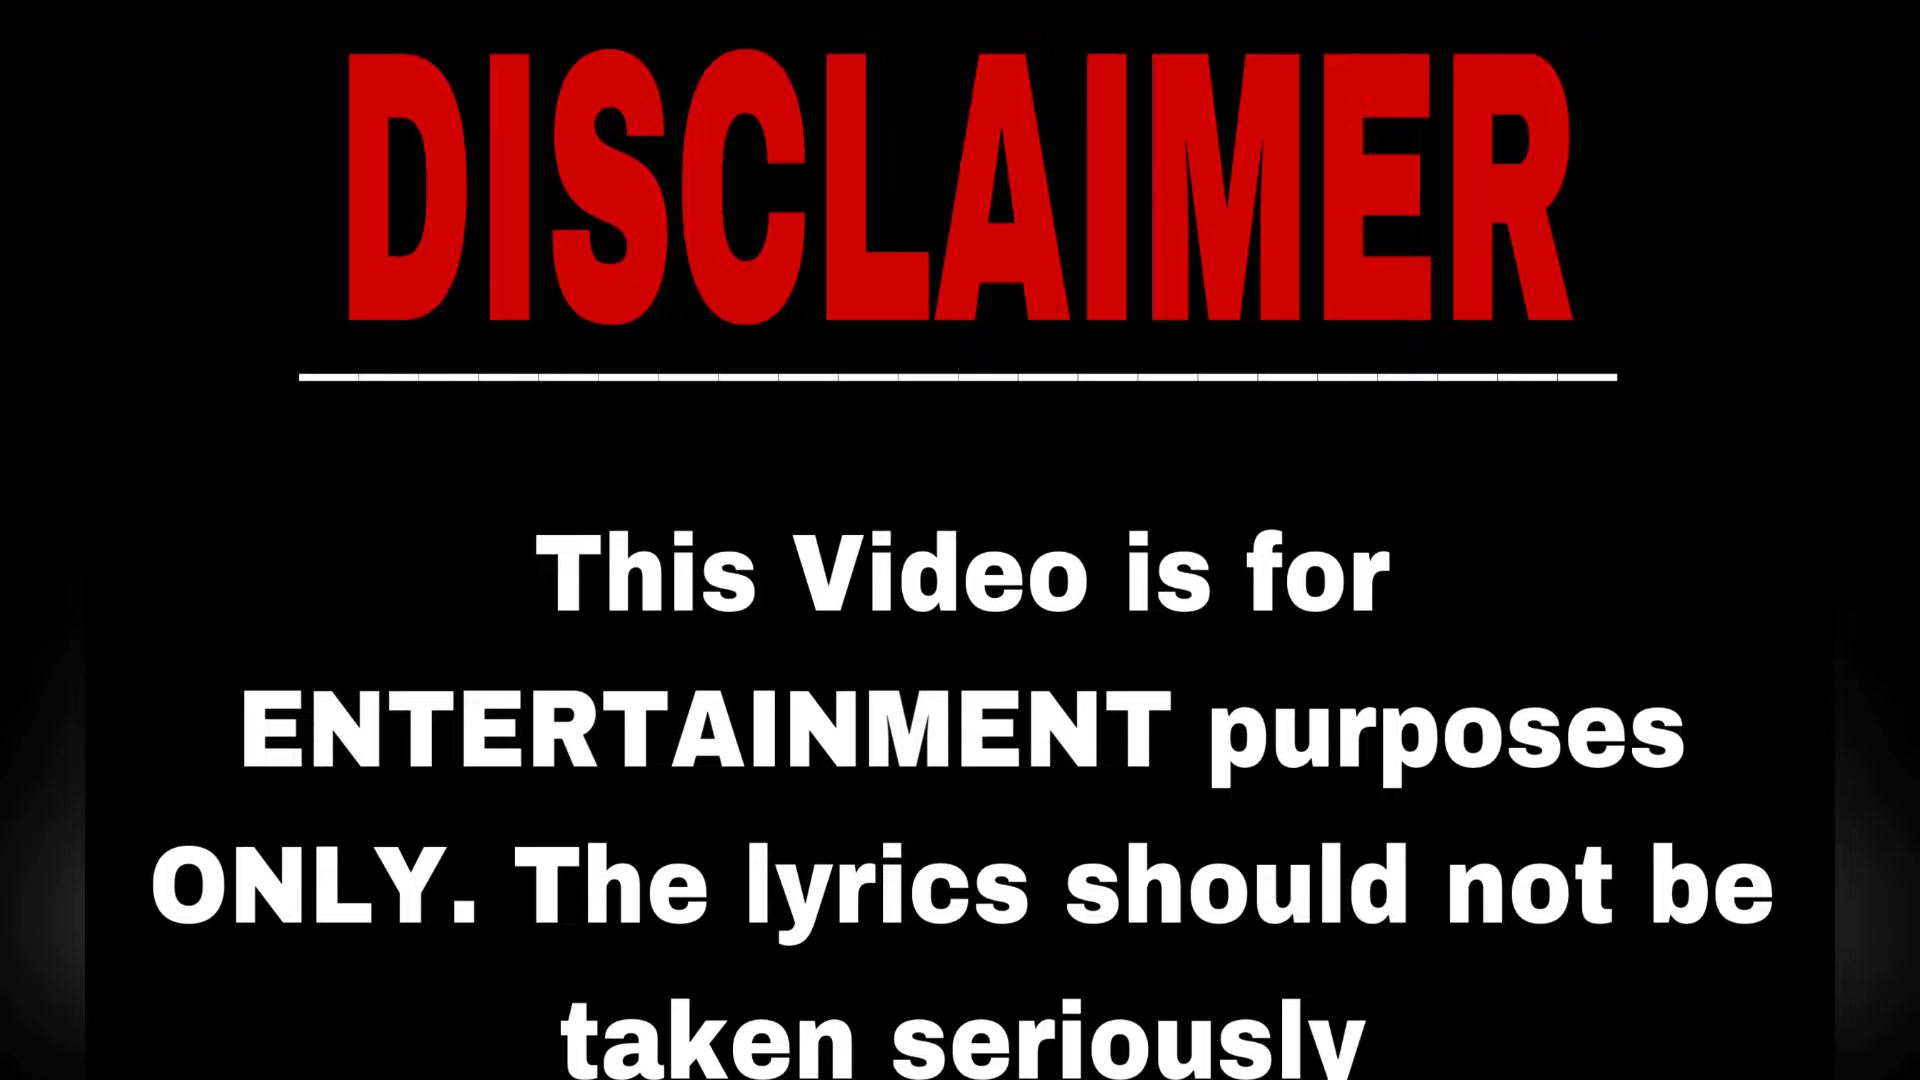 DISCLAIMER
This Video is for
ENTERTAINMENT purposes
ONLY. The lyrics should not be
taken seriously